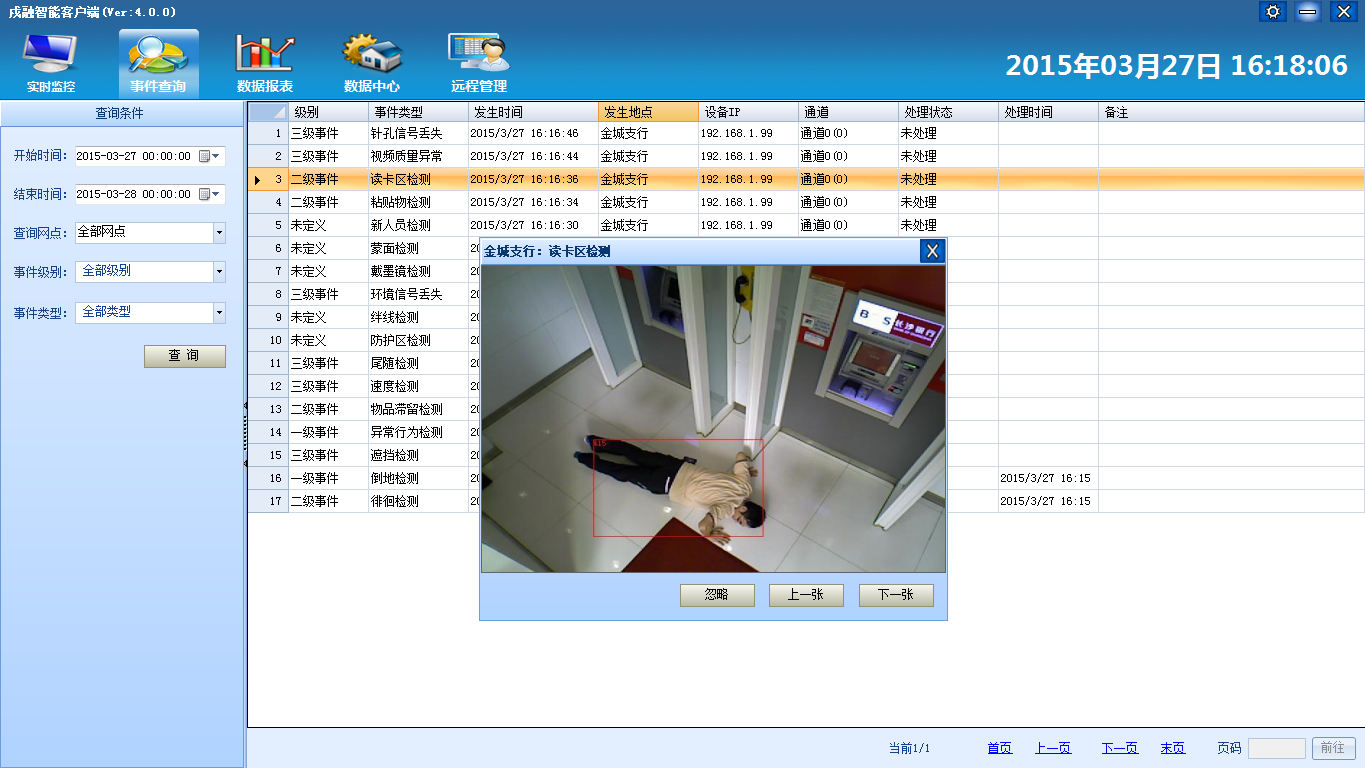 戍融智能客户端(Ver:4.0.0)
实时监控 事件查询 数据报表 数据中心 远程管理
2015年03月27日 16:18:06
查询条件
开始时间: 2015-03-27 00:00:00
结束时间: 2015-03-28 00:00:00
查询网点: 全部网点
事件级别: 全部级别
事件类型: 全部类型
查 询
级别 事件类型 发生时间 发生地点 设备IP 通道 处理状态 处理时间 备注
1 三级事件 针孔信号丢失 2015/3/27 16:16:46 金城支行 192.168.1.99 通道0(0) 未处理
2 三级事件 视频质量异常 2015/3/27 16:16:44 金城支行 192.168.1.99 通道0(0) 未处理
3 二级事件 读卡区检测 2015/3/27 16:16:36 金城支行 192.168.1.99 通道0(0) 未处理
4 二级事件 粘贴物检测 2015/3/27 16:16:34 金城支行 192.168.1.99 通道0(0) 未处理
5 未定义 新人员检测 2015/3/27 16:16:30 金城支行 192.168.1.99 通道0(0) 未处理
6 未定义 蒙面检测
7 未定义 戴墨镜检测
8 三级事件 环境信号丢失
9 未定义 绊线检测
10 未定义 防护区检测
11 三级事件 尾随检测
12 三级事件 速度检测
13 二级事件 物品滞留检测
14 一级事件 异常行为检测
15 三级事件 遮挡检测
16 一级事件 倒地检测 2015/3/27 16:15
17 二级事件 徘徊检测 2015/3/27 16:15
金城支行: 读卡区检测
长沙银行
忽略 上一张 下一张
当前1/1 首页 上一页 下一页 末页 页码 前往